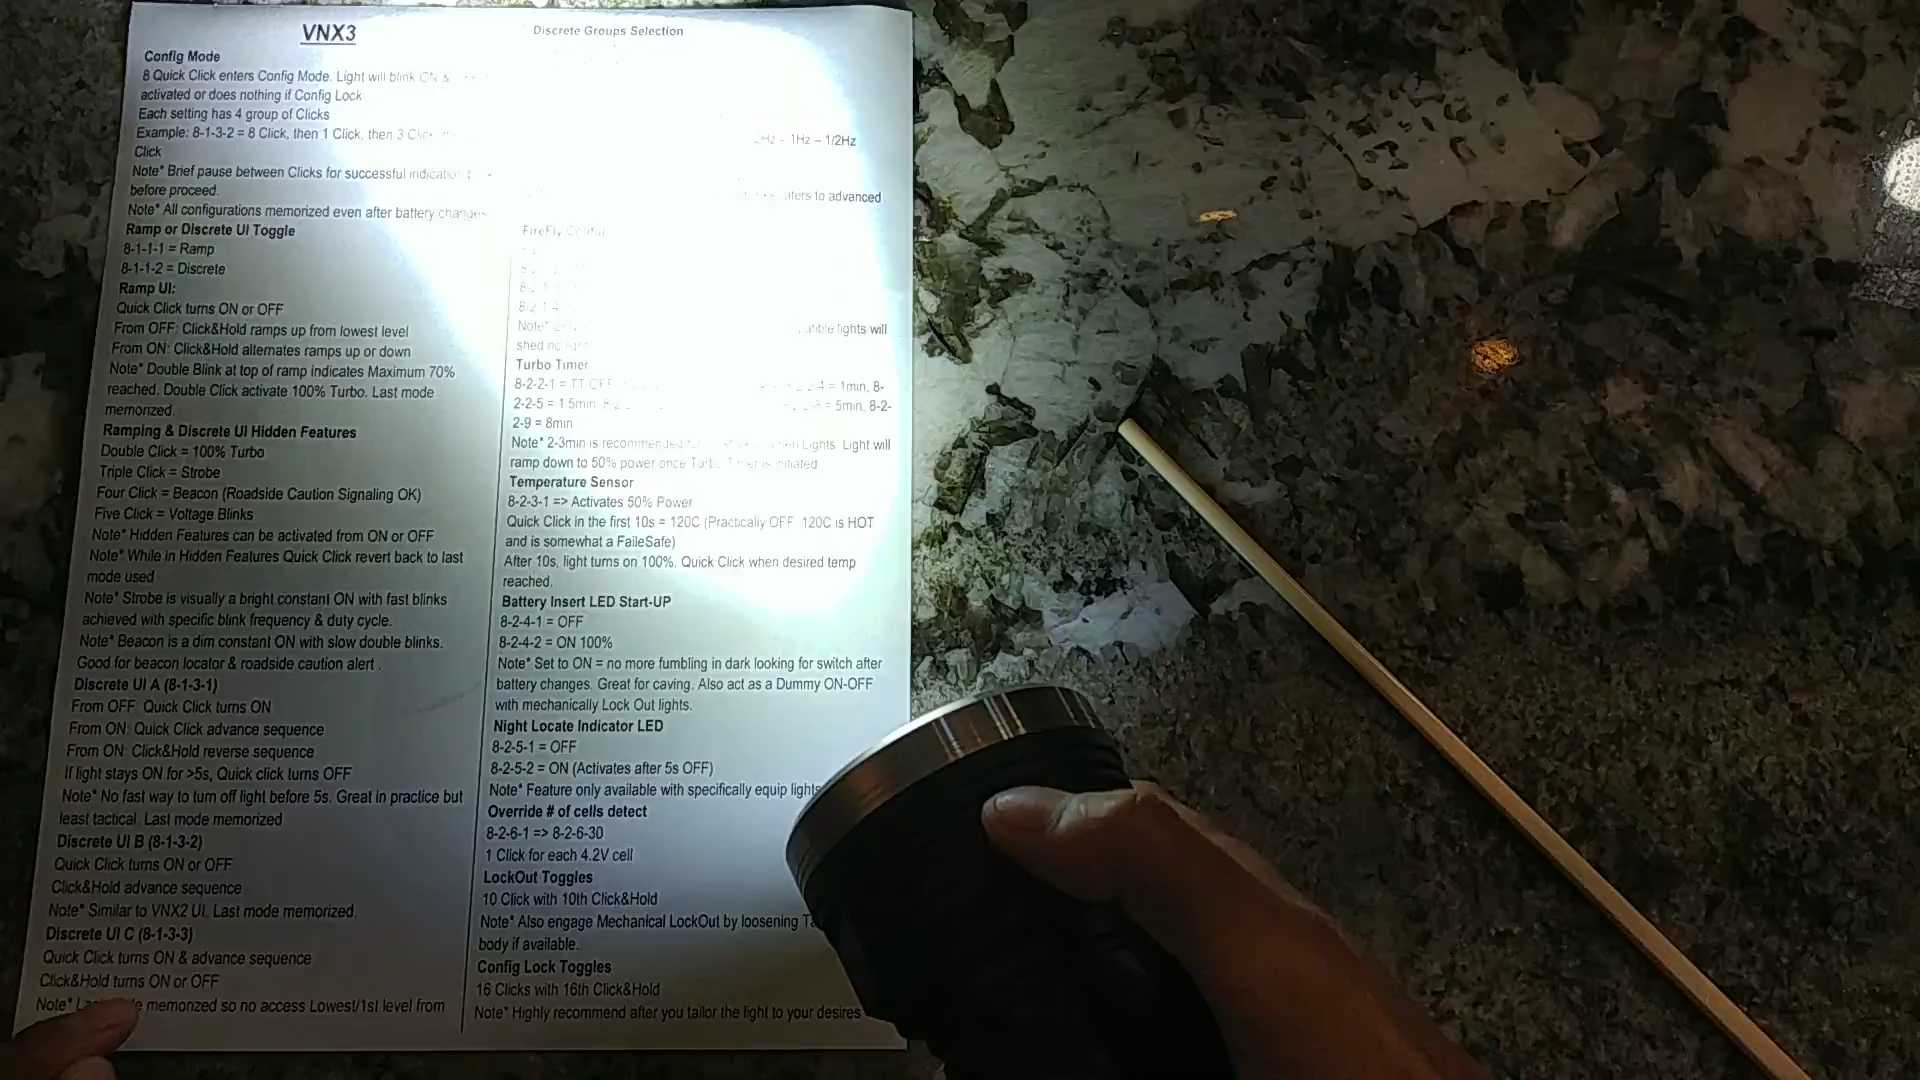 VNX3
Config Mode
8 Quick Click enters Config Mode. Light will blink ON &
activated or does nothing if Config Lock
Each setting has 4 group of Clicks
Example: 8-1-3-2 = 8 Click, then 1 Click, then 3 Click
Click
Note* Brief pause between Clicks for successful indication
before proceed.
Note* All configurations memorized even after battery changes
Ramp or Discrete UI Toggle
8-1-1-1 = Ramp
8-1-1-2 = Discrete
Ramp UI:
Quick Click turns ON or OFF
From OFF: Click&Hold ramps up from lowest level
From ON: Click&Hold alternates ramps up or down
Note* Double Blink at top of ramp indicates Maximum 70%
reached. Double Click activate 100% Turbo. Last mode
memorized.
Ramping & Discrete UI Hidden Features
Double Click = 100% Turbo
Triple Click = Strobe
Four Click = Beacon (Roadside Caution Signaling OK)
Five Click = Voltage Blinks
Note* Hidden Features can be activated from ON or OFF
Note* While in Hidden Features Quick Click revert back to last
mode used
Note* Strobe is visually a bright constant ON with fast blinks
achieved with specific blink frequency & duty cycle.
Note* Beacon is a dim constant ON with slow double blinks.
Good for beacon locator & roadside caution alert .
Discrete UI A (8-1-3-1)
From OFF: Quick Click turns ON
From ON: Quick Click advance sequence
From ON: Click&Hold reverse sequence
If light stays ON for >5s, Quick click turns OFF
Note* No fast way to turn off light before 5s. Great in practice but
least tactical. Last mode memorized
Discrete UI B (8-1-3-2)
Quick Click turns ON or OFF
Click&Hold advance sequence
Note* Similar to VNX2 UI. Last mode memorized.
Discrete UI C (8-1-3-3)
Quick Click turns ON & advance sequence
Click&Hold turns ON or OFF
Note* memorized so no access Lowest/1st level from
Discrete Groups Selection
1Hz – 1/2Hz
to advanced
FireFly
8-2-1
8-2-1-4
Note* lights will
shed no light
Turbo Timer
8-2-2-1 = TT OFF = 1min, 8-
2-2-5 = 1.5min, = 5min, 8-2-
2-9 = 8min
Note* 2-3min is recommended Lights. Light will
ramp down to 50% power once Turbo Timer is initiated
Temperature Sensor
8-2-3-1 => Activates 50% Power
Quick Click in the first 10s = 120C (Practically OFF 120C is HOT
and is somewhat a FaileSafe)
After 10s, light turns on 100%. Quick Click when desired temp
reached.
Battery Insert LED Start-UP
8-2-4-1 = OFF
8-2-4-2 = ON 100%
Note* Set to ON = no more fumbling in dark looking for switch after
battery changes. Great for caving. Also act as a Dummy ON-OFF
with mechanically Lock Out lights.
Night Locate Indicator LED
8-2-5-1 = OFF
8-2-5-2 = ON (Activates after 5s OFF)
Note* Feature only available with specifically equip lights
Override # of cells detect
8-2-6-1 => 8-2-6-30
1 Click for each 4.2V cell
LockOut Toggles
10 Click with 10th Click&Hold
Note* Also engage Mechanical LockOut by loosening
body if available.
Config Lock Toggles
16 Clicks with 16th Click&Hold
Note* Highly recommend after you tailor the light to your desires